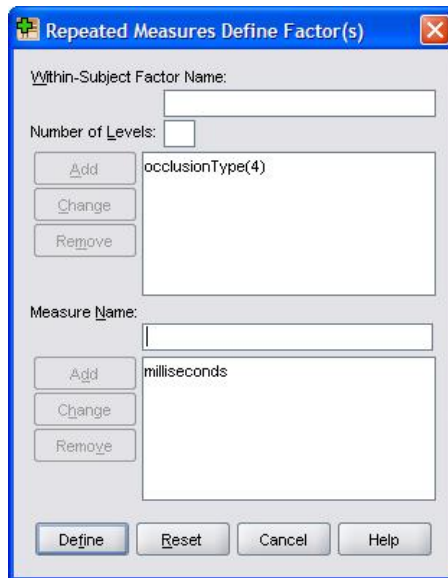 Repeated Measures Define Factor(s)
Within-Subject Factor Name:
Number of Levels:
Add
occlusionType(4)
Change
Remove
Measure Name:
Add
milliseconds
Change
Remove
Define Reset Cancel Help